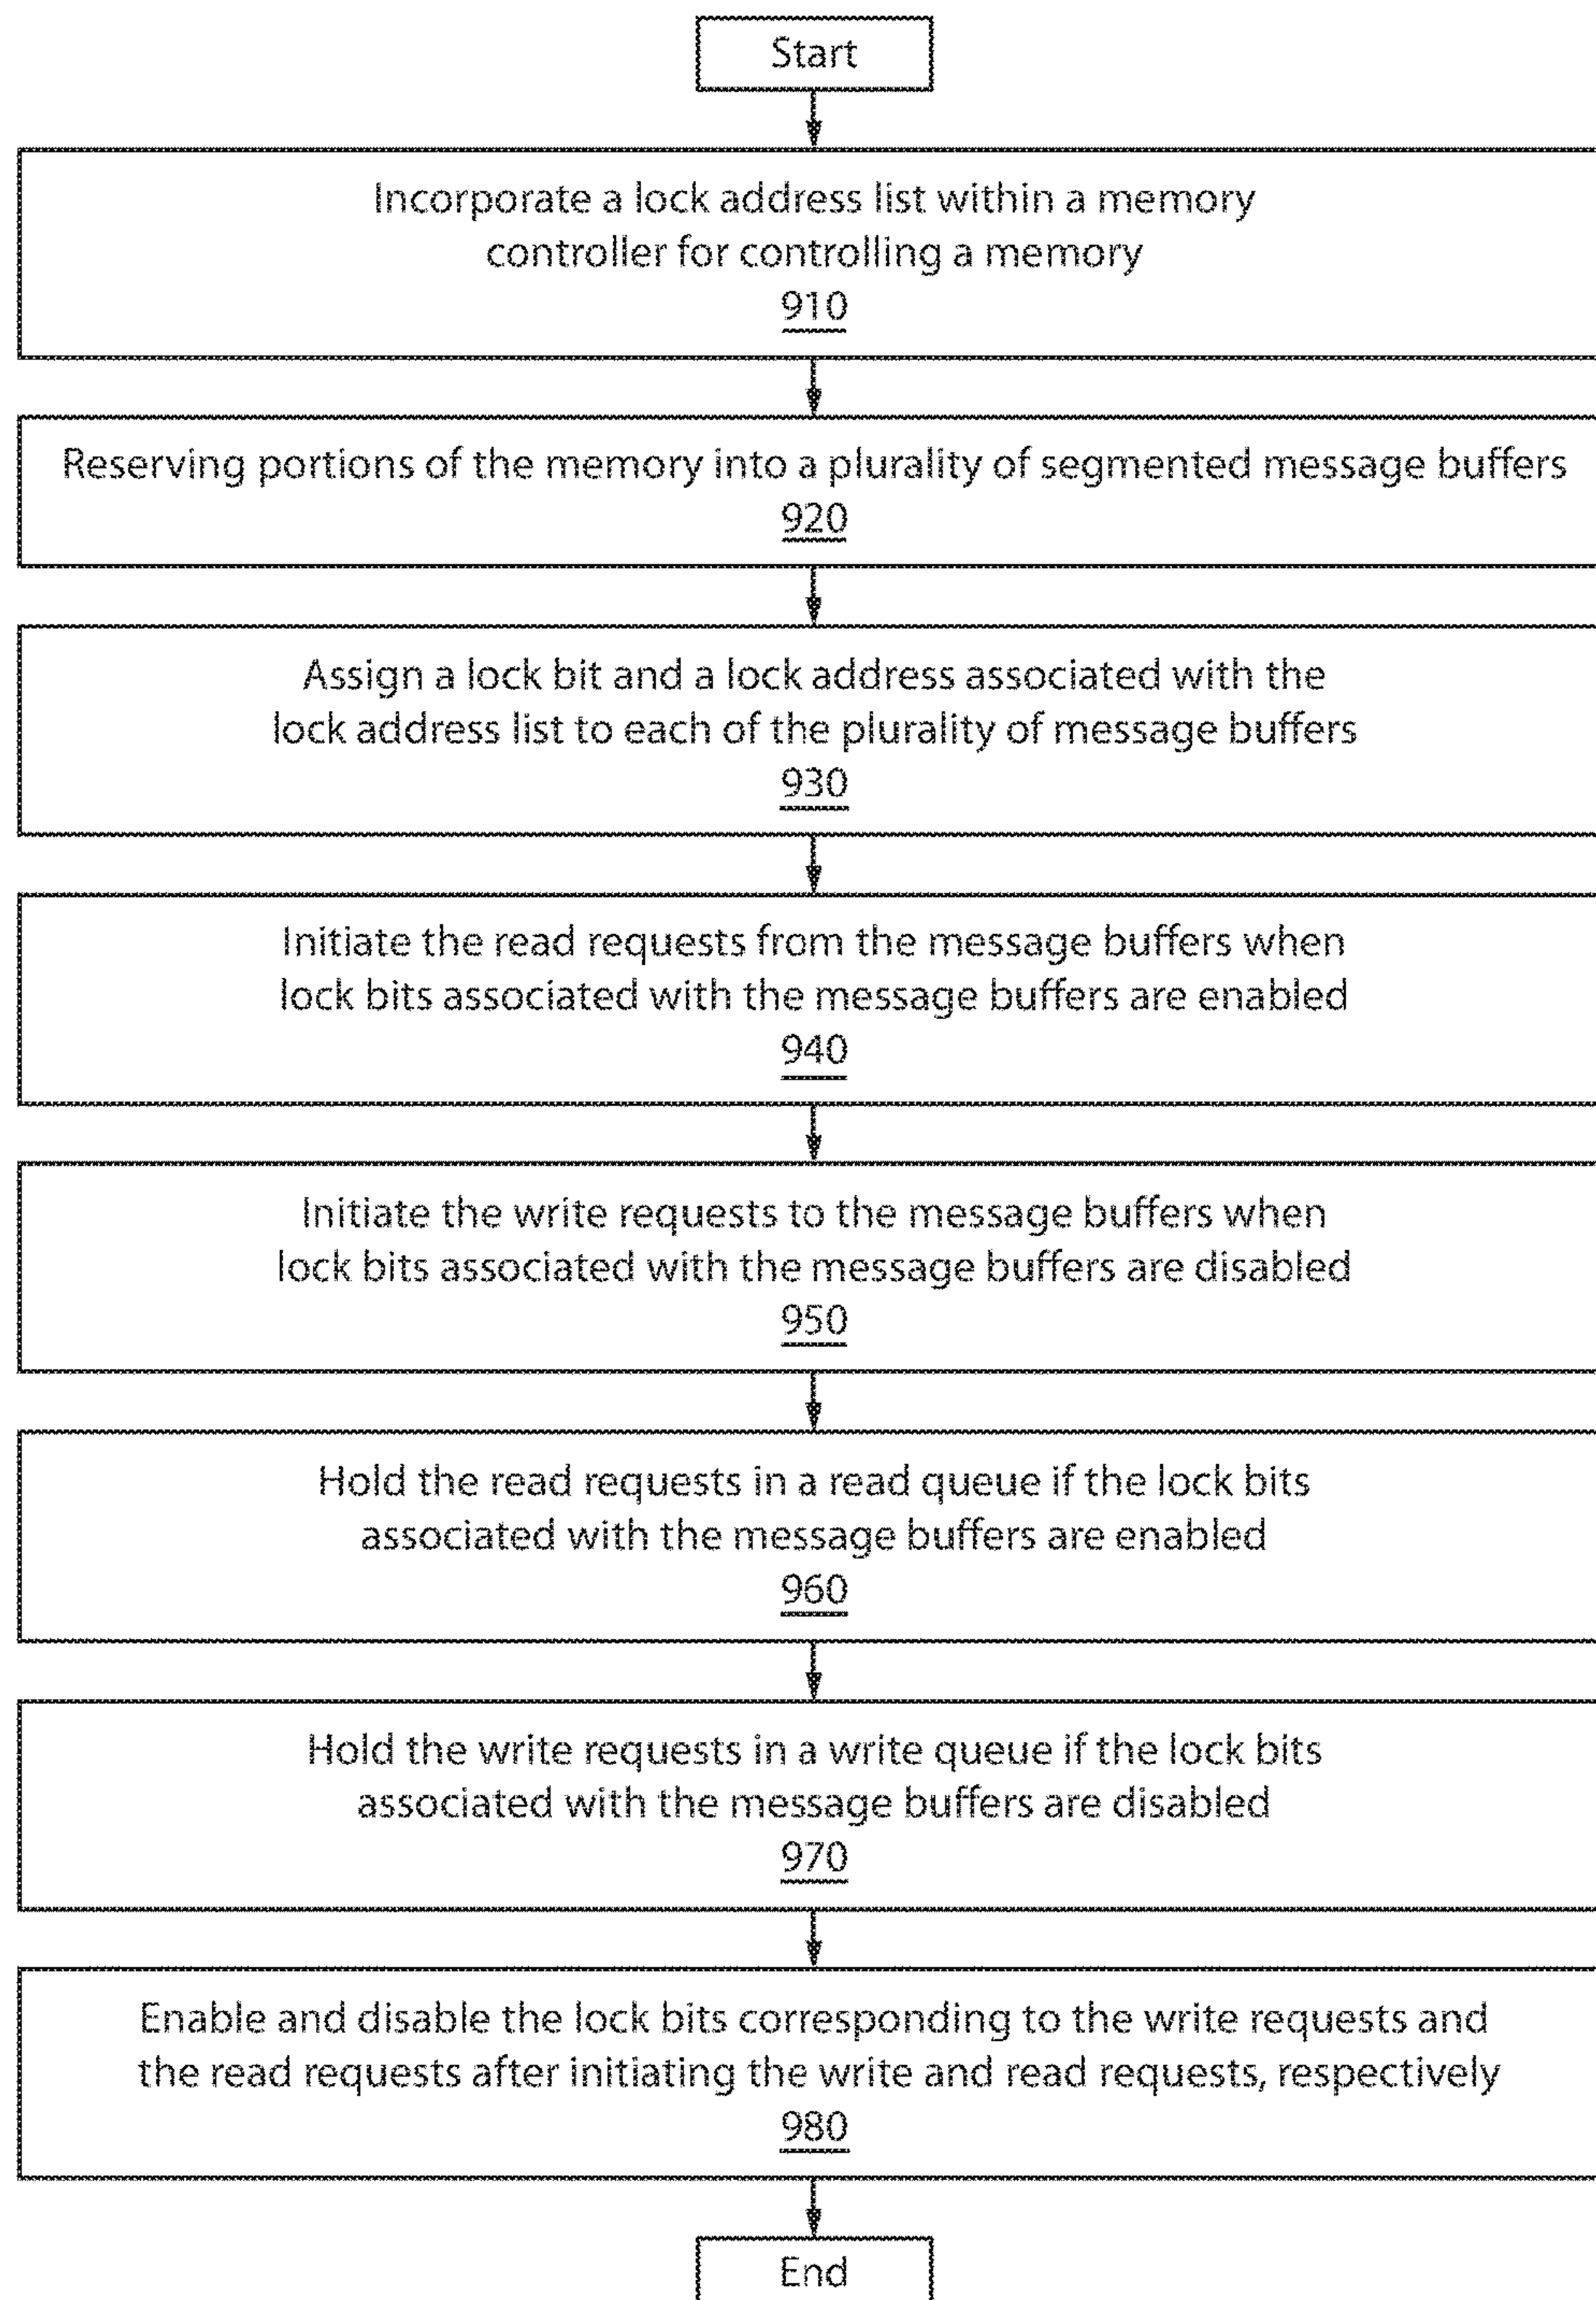 Start
Incorporate a lock address list within a memory
controller for controlling a memory
910
Reserving portions of the memory into a plurality of segmented message buffers
920
Assign a lock bit and a lock address associated with the
lock address list to each of the plurality of message buffers
930
Initiate the read requests from the message buffers when
lock bits associated with the message buffers are enabled
940
Initiate the write requests to the message buffers when
lock bits associated with the message buffers are disabled
950
Hold the read requests in a read queue if the lock bits
associated with the message buffers are enabled
960
Hold the write requests in a write queue if the lock bits
associated with the message buffers are disabled
970
Enable and disable the lock bits corresponding to the write requests and
the read requests after initiating the write and read requests, respectively
980
End